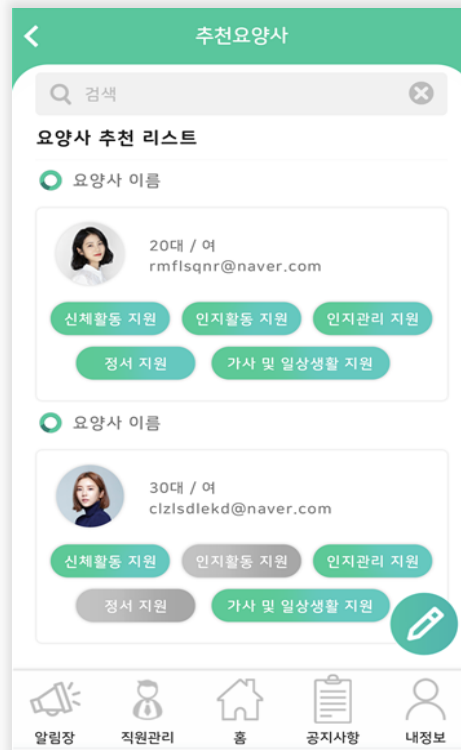 추천요양사
검색
요양사 추천 리스트
요양사 이름
20대 / 여
rmflsqnr@naver.com
신체활동 지원 인지활동 지원 인지관리 지원
정서 지원 가사 및 일상생활 지원
요양사 이름
30대 / 여
clzlsdlekd@naver.com
신체활동 지원 인지활동 지원 인지관리 지원
정서 지원 가사 및 일상생활 지원
알림장 직원관리 홈 공지사항 내정보